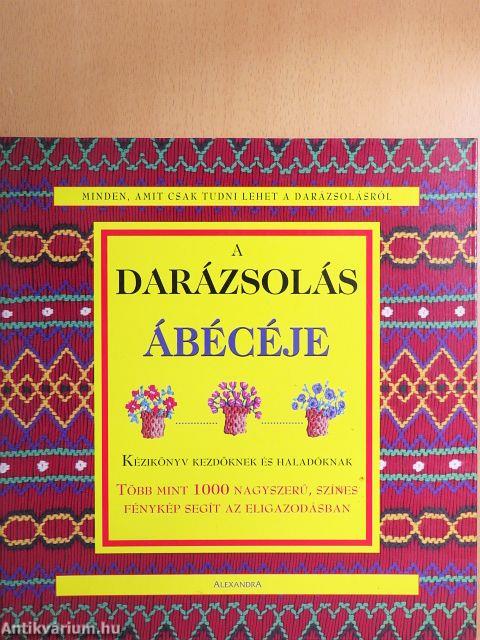 MINDEN, AMIT CSAK TUDNI LEHET A DARÁZSOLÁSRÓL
A
DARÁZSOLÁS
ÁBÉCÉJE
KÉZIKÖNYV KEZDŐKNEK ÉS HALADÓKNAK
TÖBB MINT 1000 NAGYSZERŰ, SZÍNES
FÉNYKÉP SEGÍT AZ ELIGAZODÁSBAN
ALEXANDRA
Antikvárium.hu